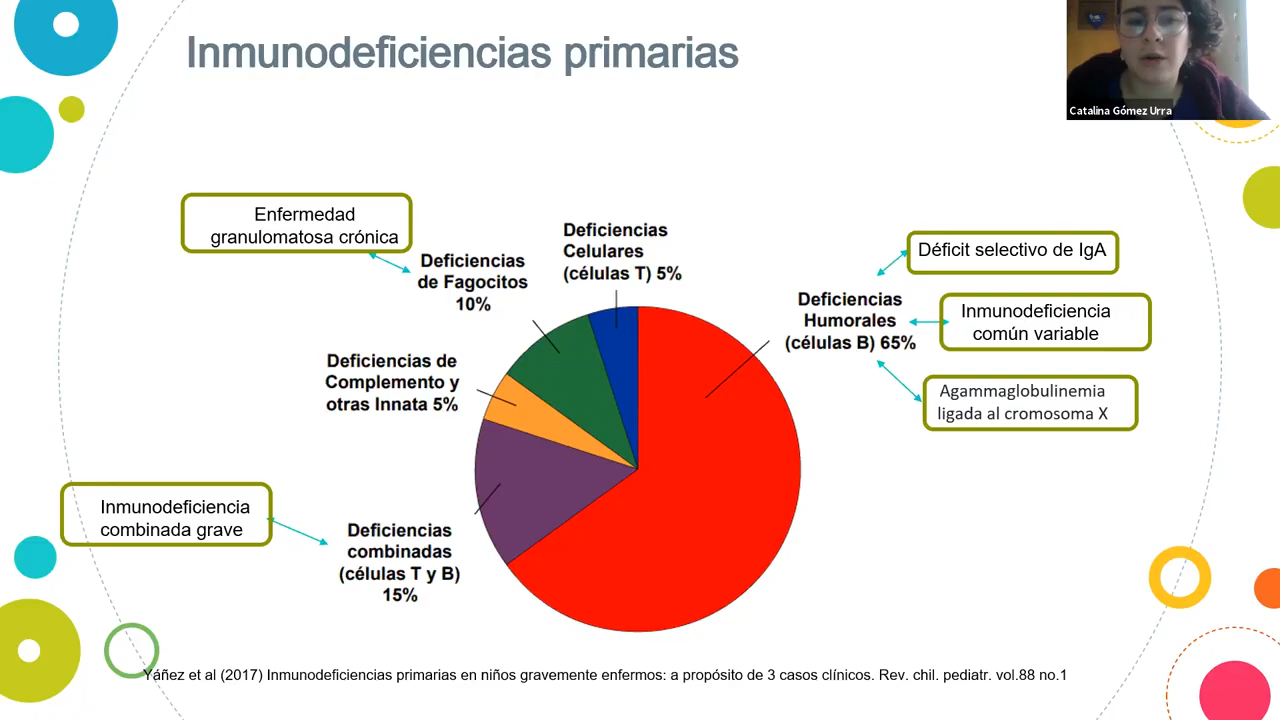 Inmunodeficiencias primarias
Catalina Gómez Urra
Enfermedad
granulomatosa crónica
Deficiencias
de Fagocitos
10%
Deficiencias
Celulares
(células T) 5%
Deficiencias
Humorales
(células B) 65%
Déficit selectivo de IgA
Inmunodeficiencia
común variable
Agammaglobulinemia
ligada al cromosoma X
Deficiencias de
Complemento y
otras Innata 5%
Inmunodeficiencia
combinada grave
Deficiencias
combinadas
(células T y B)
15%
Yáñez et al (2017) Inmunodeficiencias primarias en niños gravemente enfermos: a propósito de 3 casos clínicos. Rev. chil. pediatr. vol.88 no.1